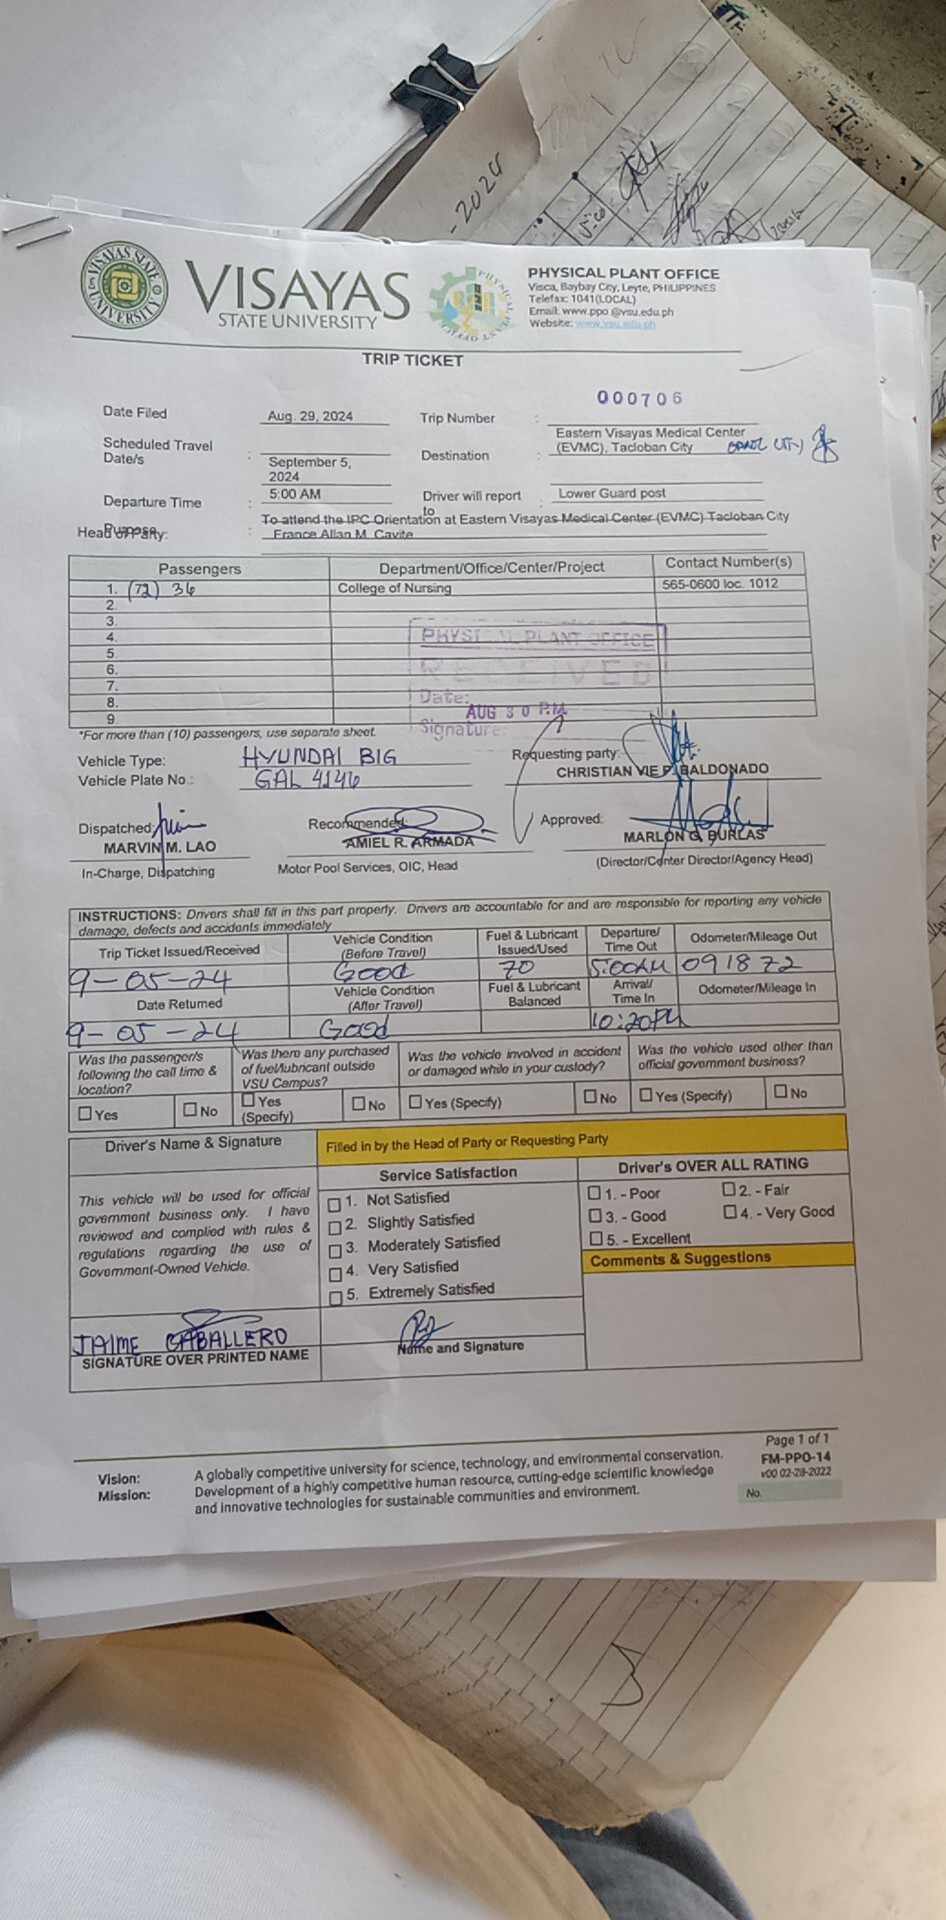 -2024
VISAYAS STATE UNIVERSITY
VISAYAS
STATE UNIVERSITY
PHYSICAL PLANT OFFICE
Visca, Baybay City, Leyte, PHILIPPINES
Telefax: 1041(LOCAL)
Email: www.ppo @vsu.edu.ph
Website: www.vsu.edu.ph
TRIP TICKET
000706
Date Filed Aug. 29, 2024 Trip Number :
Scheduled Travel Date/s : September 5, 2024 Destination : Eastern Visayas Medical Center (EVMC), Tacloban City
Departure Time : 5:00 AM Driver will report to : Lower Guard post
Purpose : To attend the IPC Orientation at Eastern Visayas Medical Center (EVMC) Tacloban City
Head of Party: France Allan M. Cavite
Passengers Department/Office/Center/Project Contact Number(s)
1. (72) 36 College of Nursing 565-0600 loc. 1012
2.
3.
4.
5.
6.
7.
8.
9
PHYSICAL PLANT OFFICE
RECEIVED
Date: AUG 30 P.M.
Signature:
*For more than (10) passengers, use separate sheet.
Vehicle Type: HYUNDAI BIG
Vehicle Plate No.: GAL 4146
Requesting party:
CHRISTIAN VIE P. BALDONADO
Dispatched: Recommended: Approved:
MARVIN M. LAO AMIEL R. ARMADA MARLON G. BURLAS
In-Charge, Dispatching Motor Pool Services, OIC, Head (Director/Center Director/Agency Head)
INSTRUCTIONS: Drivers shall fill in this part property. Drivers are accountable for and are responsible for reporting any vehicle
damage, defects and accidents immediately
Trip Ticket Issued/Received Vehicle Condition (Before Travel) Fuel & Lubricant Issued/Used Departure/ Time Out Odometer/Mileage Out
9-05-24 Good 70 5:00AM 091872
Date Returned Vehicle Condition (After Travel) Fuel & Lubricant Balanced Arrival/ Time In Odometer/Mileage In
9-05-24 Good 10:20PM
Was the passenger/s following the call time & location? Was there any purchased of fuel/lubricant outside VSU Campus? Was the vehicle involved in accident or damaged while in your custody? Was the vehicle used other than official government business?
Yes No Yes (Specify) No Yes (Specify) No Yes (Specify) No
Driver's Name & Signature Filled in by the Head of Party or Requesting Party
Service Satisfaction Driver's OVER ALL RATING
This vehicle will be used for official
government business only. I have
reviewed and complied with rules &
regulations regarding the use of
Government-Owned Vehicle.
1. Not Satisfied
2. Slightly Satisfied
3. Moderately Satisfied
4. Very Satisfied
5. Extremely Satisfied
1. - Poor 2. - Fair
3. - Good 4. - Very Good
5. - Excellent
Comments & Suggestions
JAIME CABALLERO
SIGNATURE OVER PRINTED NAME Name and Signature
Page 1 of 1
FM-PPO-14
v00 02-28-2022
No.
Vision: A globally competitive university for science, technology, and environmental conservation.
Mission: Development of a highly competitive human resource, cutting-edge scientific knowledge
and innovative technologies for sustainable communities and environment.